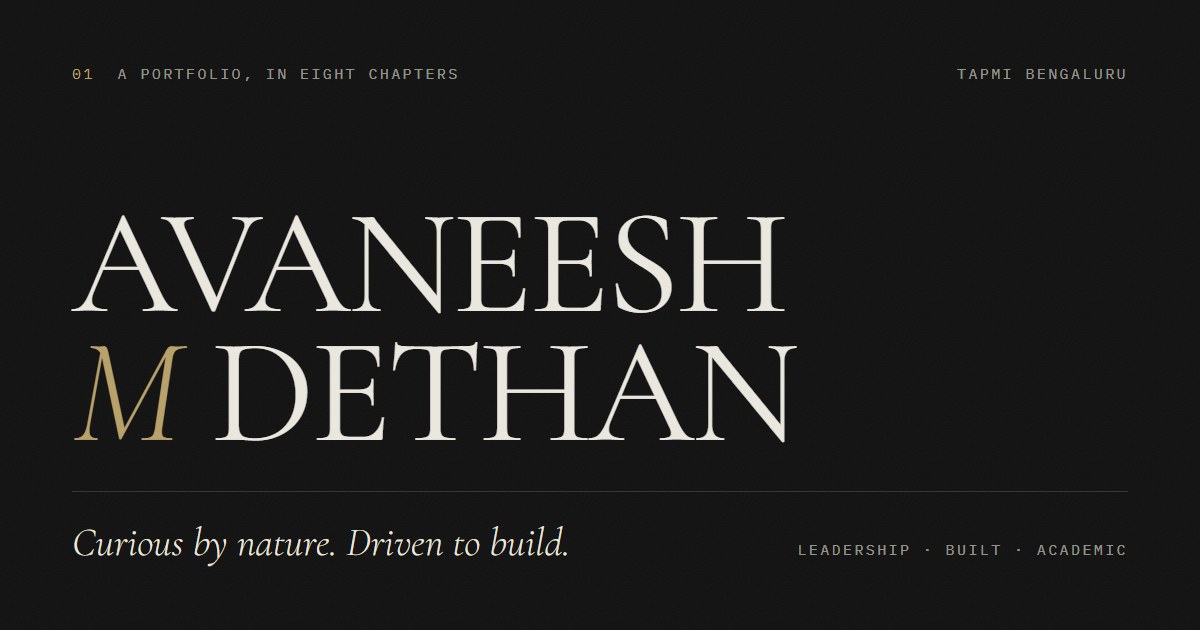 01 A PORTFOLIO, IN EIGHT CHAPTERS
TAPMI BENGALURU
AVANEESH
M DETHAN
Curious by nature. Driven to build.
LEADERSHIP · BUILT · ACADEMIC